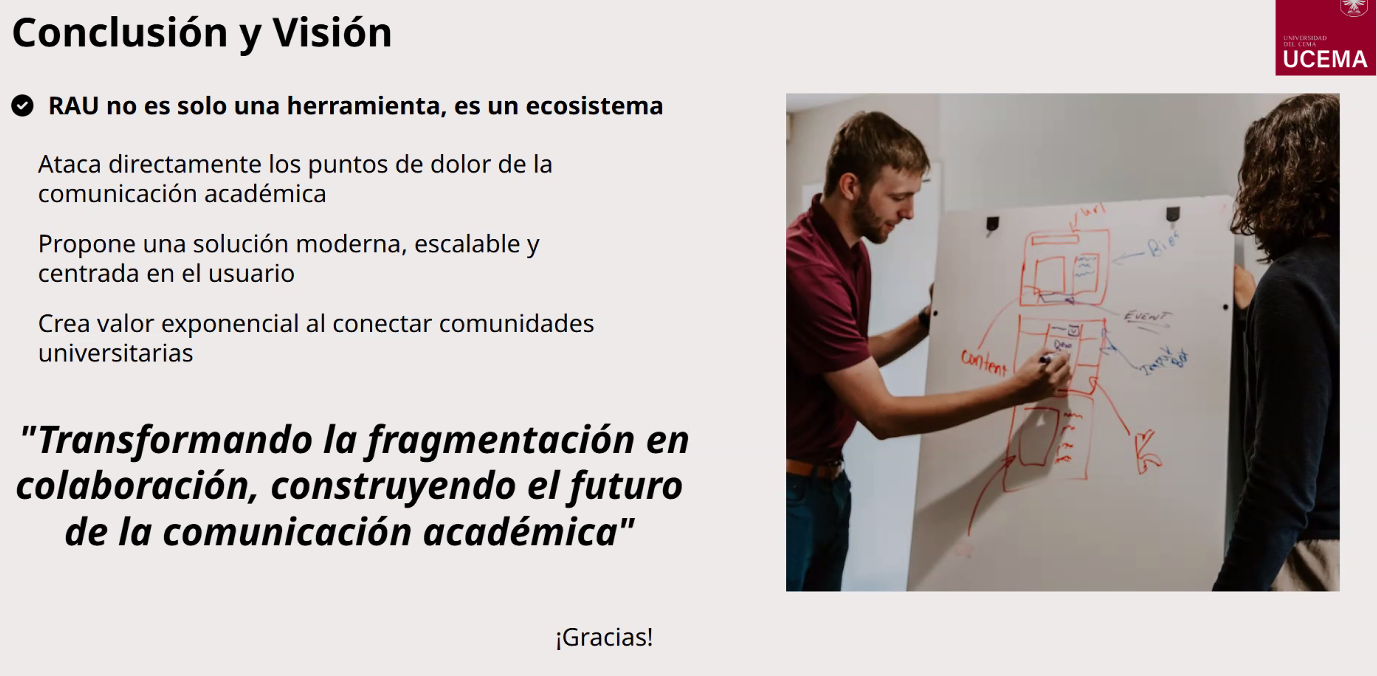 Conclusión y Visión
UNIVERSIDAD
DEL CEMA
UCEMA
RAU no es solo una herramienta, es un ecosistema
Ataca directamente los puntos de dolor de la
comunicación académica
Propone una solución moderna, escalable y
centrada en el usuario
Crea valor exponencial al conectar comunidades
universitarias
"Transformando la fragmentación en
colaboración, construyendo el futuro
de la comunicación académica"
url
EVENT
content
¡Gracias!